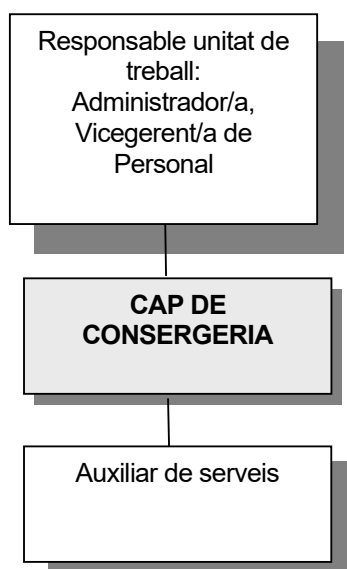 Responsable unitat de
treball:
Administrador/a,
Vicegerent/a de
Personal
CAP DE
CONSERGERIA
Auxiliar de serveis